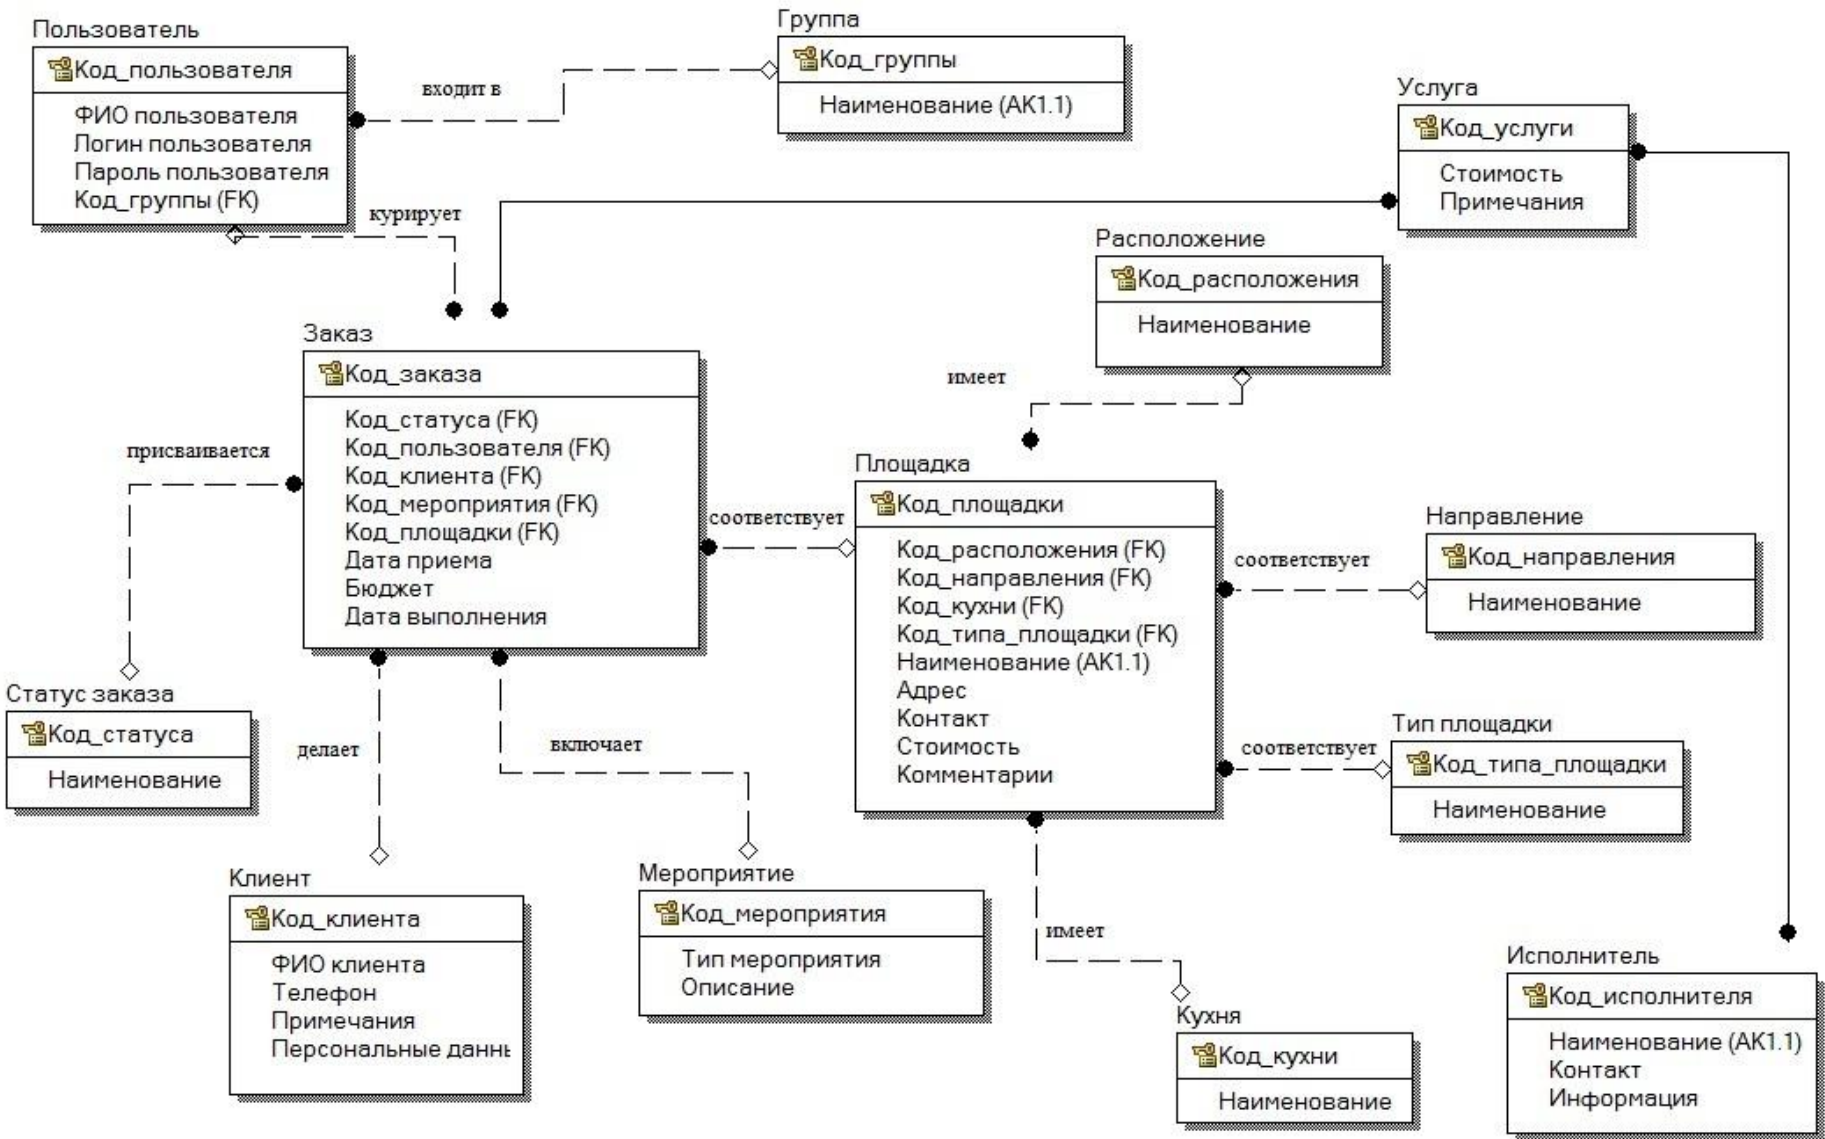 Пользователь
Код_пользователя
ФИО пользователя
Логин пользователя
Пароль пользователя
Код_группы (FK)
входит в
Группа
Код_группы
Наименование (AK1.1)
Услуга
Код_услуги
Стоимость
Примечания
курирует
Расположение
Код_расположения
Наименование
имеет
Заказ
Код_заказа
Код_статуса (FK)
Код_пользователя (FK)
Код_клиента (FK)
Код_мероприятия (FK)
Код_площадки (FK)
Дата приема
Бюджет
Дата выполнения
присваивается
соответствует
Площадка
Код_площадки
Код_расположения (FK)
Код_направления (FK)
Код_кухни (FK)
Код_типа_площадки (FK)
Наименование (AK1.1)
Адрес
Контакт
Стоимость
Комментарии
соответствует
Направление
Код_направления
Наименование
соответствует
Тип площадки
Код_типа_площадки
Наименование
Статус заказа
Код_статуса
Наименование
делает
включает
Клиент
Код_клиента
ФИО клиента
Телефон
Примечания
Персональные даннь
Мероприятие
Код_мероприятия
Тип мероприятия
Описание
имеет
Кухня
Код_кухни
Наименование
Исполнитель
Код_исполнителя
Наименование (AK1.1)
Контакт
Информация